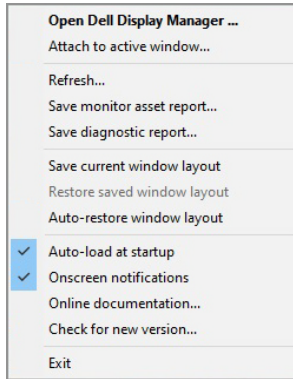 Open Dell Display Manager ...
Attach to active window...
Refresh...
Save monitor asset report...
Save diagnostic report...
Save current window layout
Restore saved window layout
Auto-restore window layout
Auto-load at startup
Onscreen notifications
Online documentation...
Check for new version...
Exit